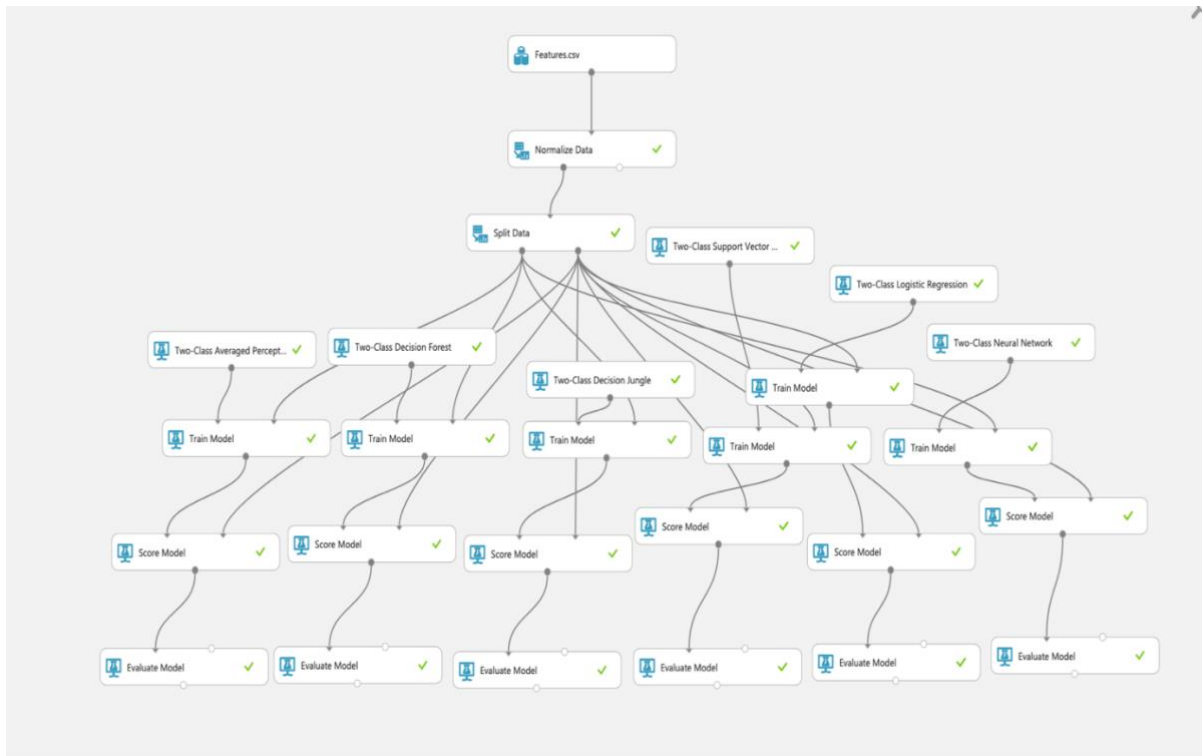 Features.csv
Normalize Data
Split Data
Two-Class Support Vector ...
Two-Class Logistic Regression
Two-Class Averaged Percept...
Two-Class Decision Forest
Two-Class Neural Network
Two-Class Decision Jungle
Train Model
Train Model
Train Model
Train Model
Train Model
Train Model
Score Model
Score Model
Score Model
Score Model
Score Model
Score Model
Evaluate Model
Evaluate Model
Evaluate Model
Evaluate Model
Evaluate Model
Evaluate Model